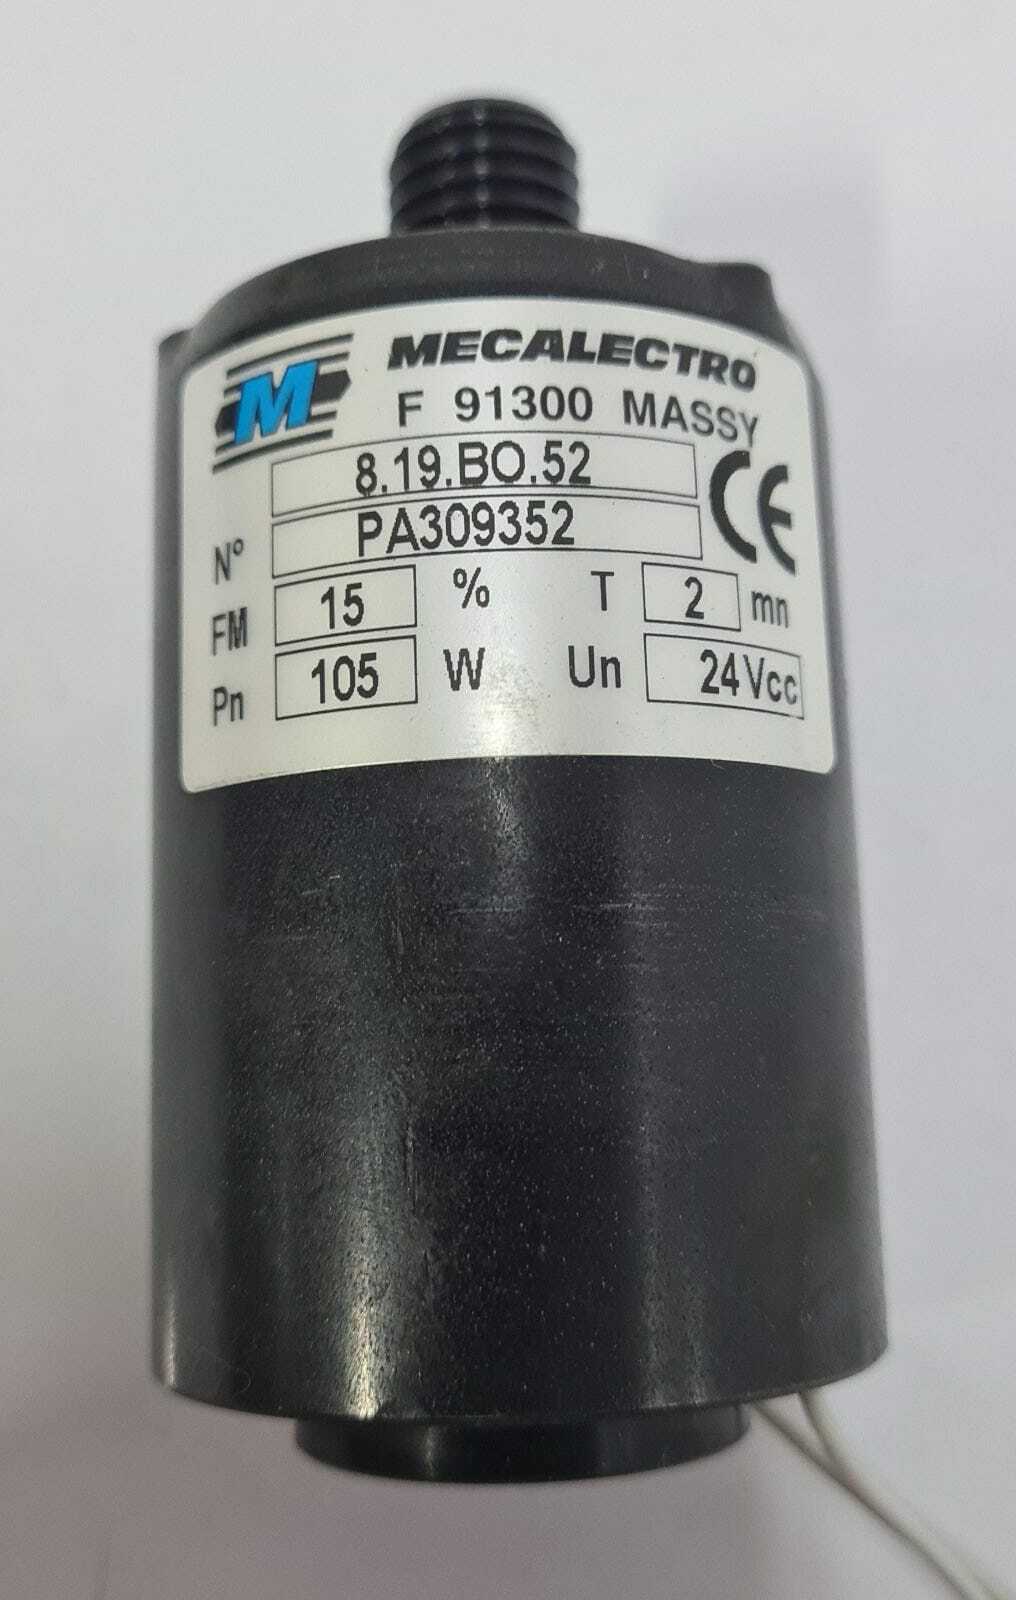 M MECALECTRO
F 91300 MASSY
8.19.BO.52
N° PA309352 CE
FM 15 % T 2 mn
Pn 105 W Un 24Vcc